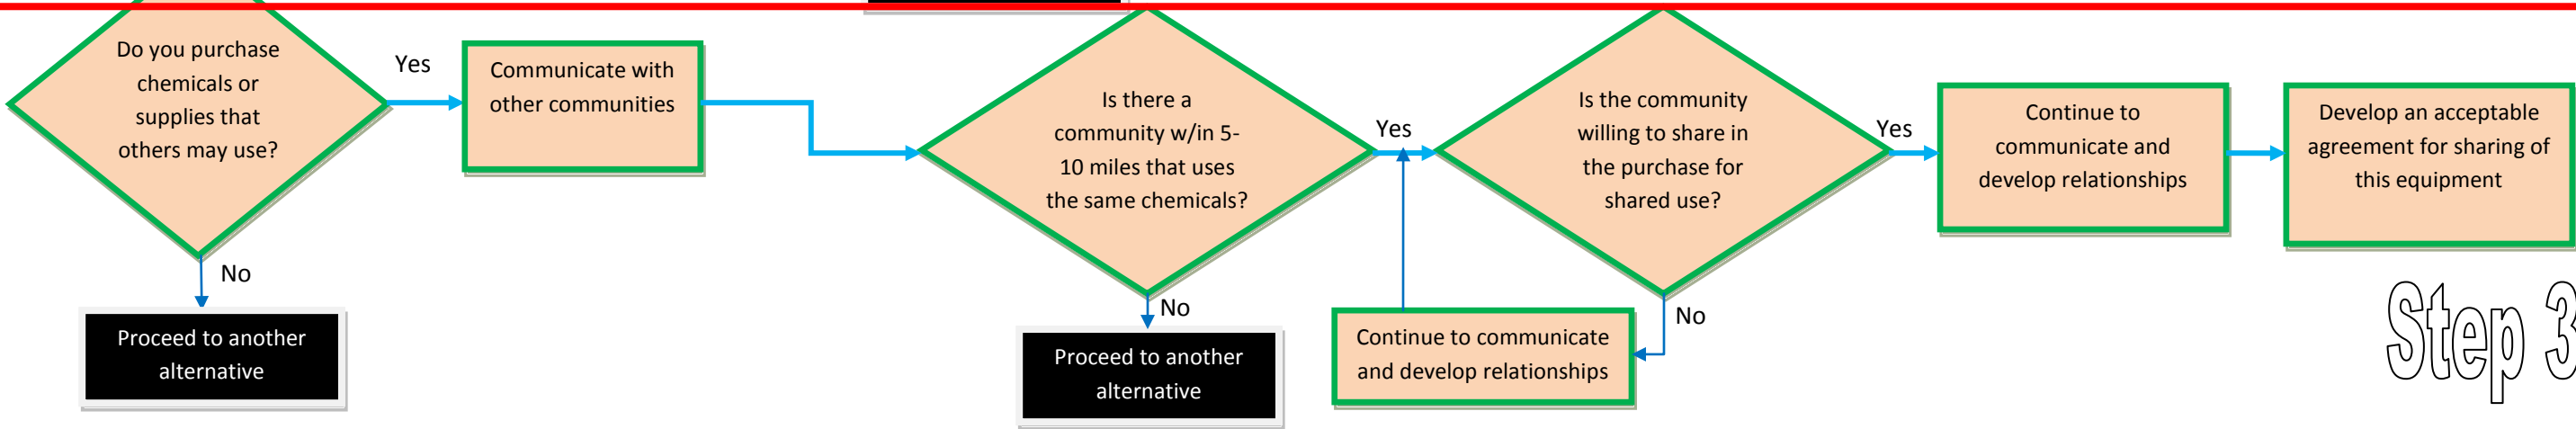 Do you purchase
chemicals or
supplies that
others may use?
Yes
Communicate with
other communities
Is there a
community w/in 5-
10 miles that uses
the same chemicals?
Yes
Is the community
willing to share in
the purchase for
shared use?
Yes
Continue to
communicate and
develop relationships
Develop an acceptable
agreement for sharing of
this equipment
No
Proceed to another
alternative
No
Proceed to another
alternative
Continue to communicate
and develop relationships
No
Step 3